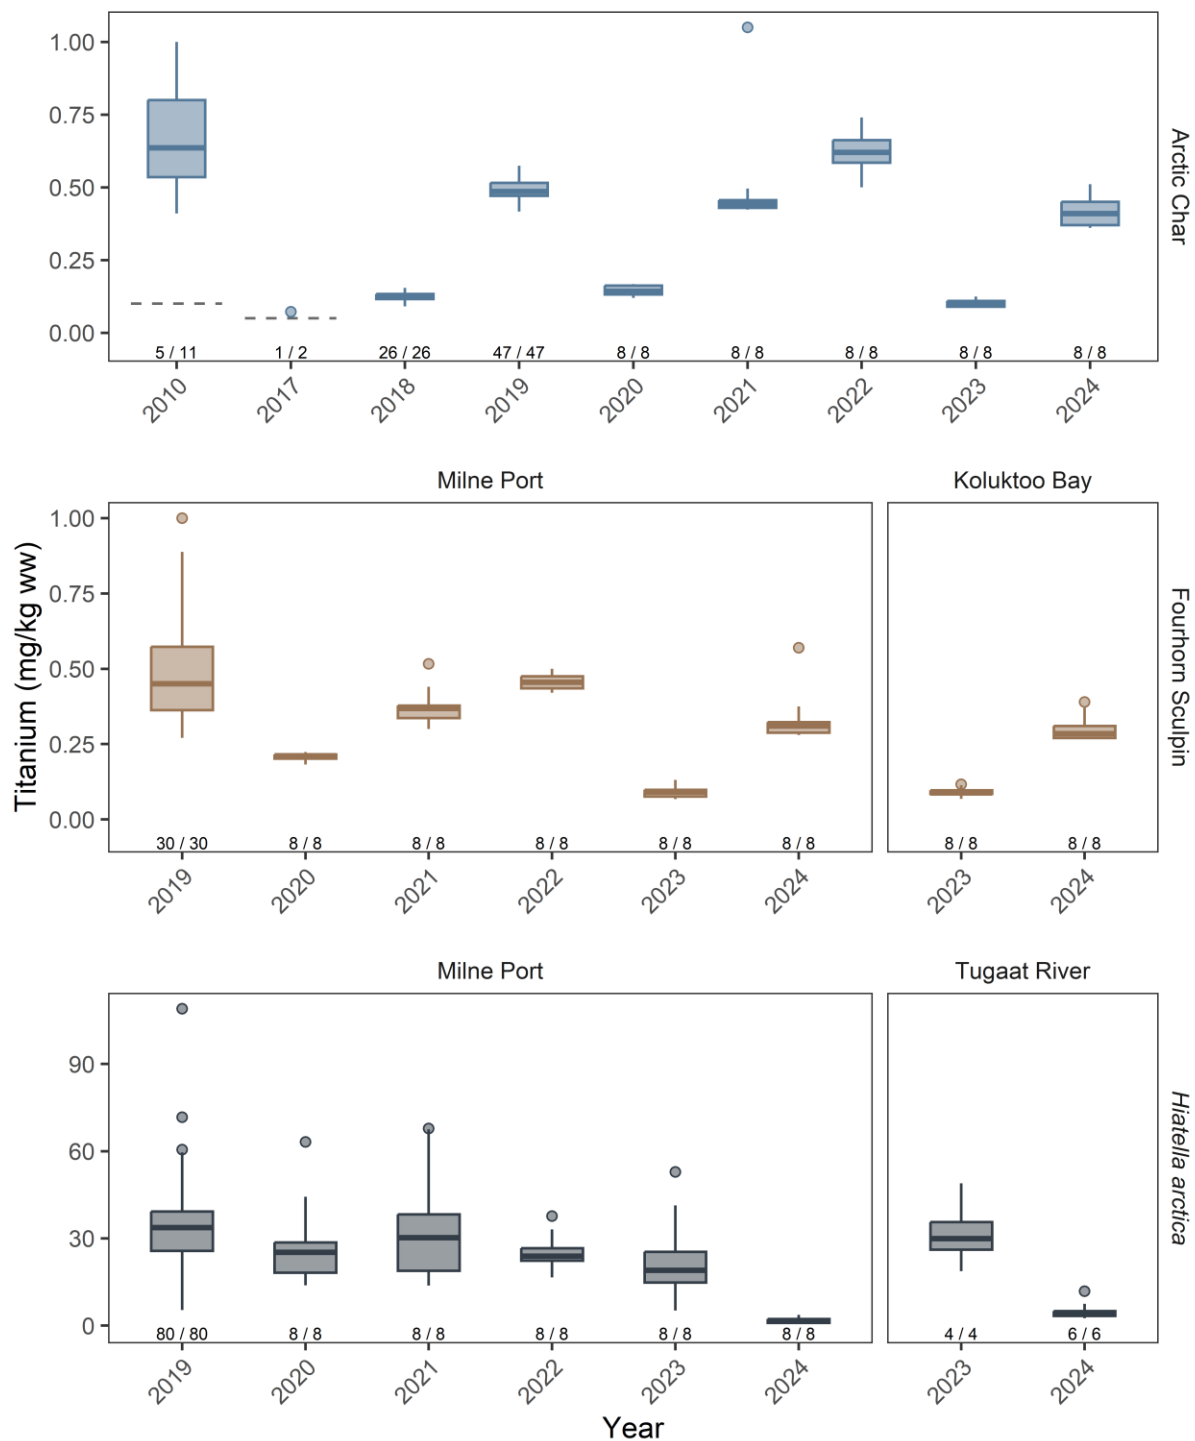 1.00
0.75
0.50
0.25
0.00
5 / 11 1 / 2 26 / 26 47 / 47 8 / 8 8 / 8 8 / 8 8 / 8 8 / 8
2010 2017 2018 2019 2020 2021 2022 2023 2024
Arctic Char
Milne Port Koluktoo Bay
Titanium (mg/kg ww)
1.00
0.75
0.50
0.25
0.00
30 / 30 8 / 8 8 / 8 8 / 8 8 / 8 8 / 8 8 / 8 8 / 8
2019 2020 2021 2022 2023 2024 2023 2024
Fourhorn Sculpin
Milne Port Tugaat River
90
60
30
0
80 / 80 8 / 8 8 / 8 8 / 8 8 / 8 8 / 8 4 / 4 6 / 6
2019 2020 2021 2022 2023 2024 2023 2024
Hiatella arctica
Year